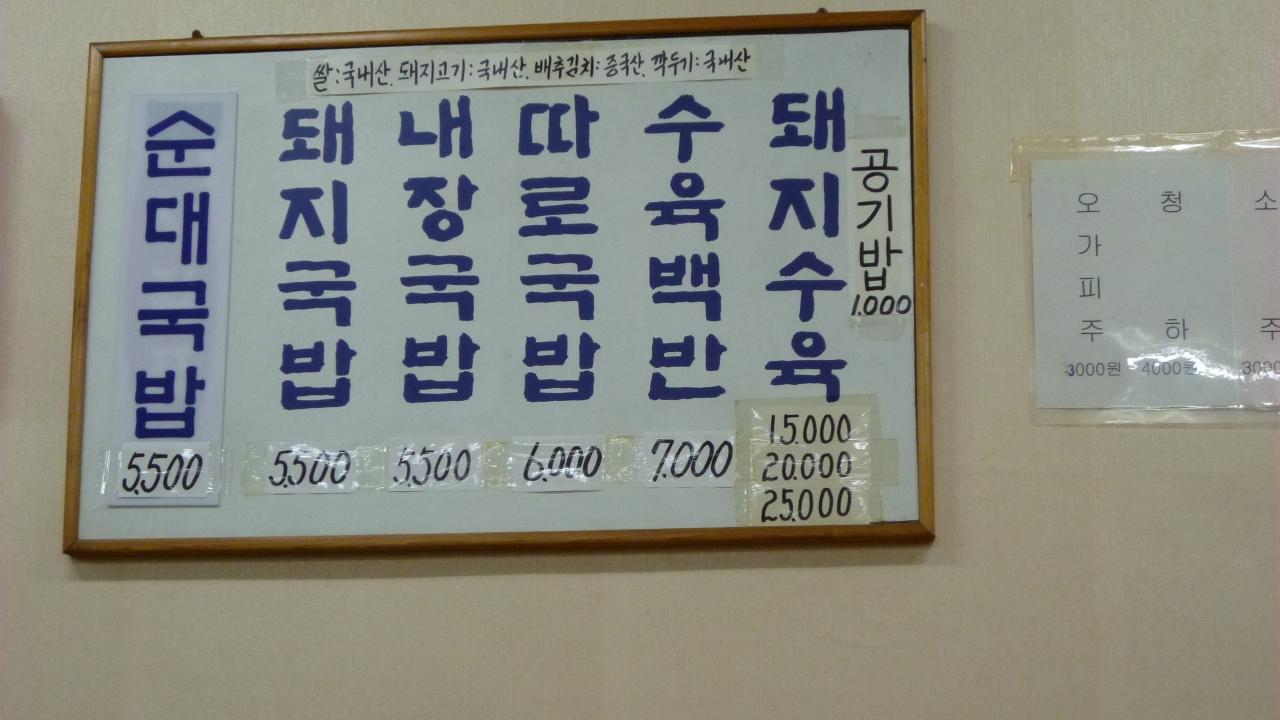 쌀:국내산. 돼지고기:국내산. 배추김치:중국산. 깍두기:국내산
순대국밥
5,500
돼지국밥
5,500
내장국밥
5,500
따로국밥
6,000
수육백반
7,000
돼지수육
15.000
20.000
25.000
공기밥
1.000
오가피주
3000원
청하
4000원
소주
3000